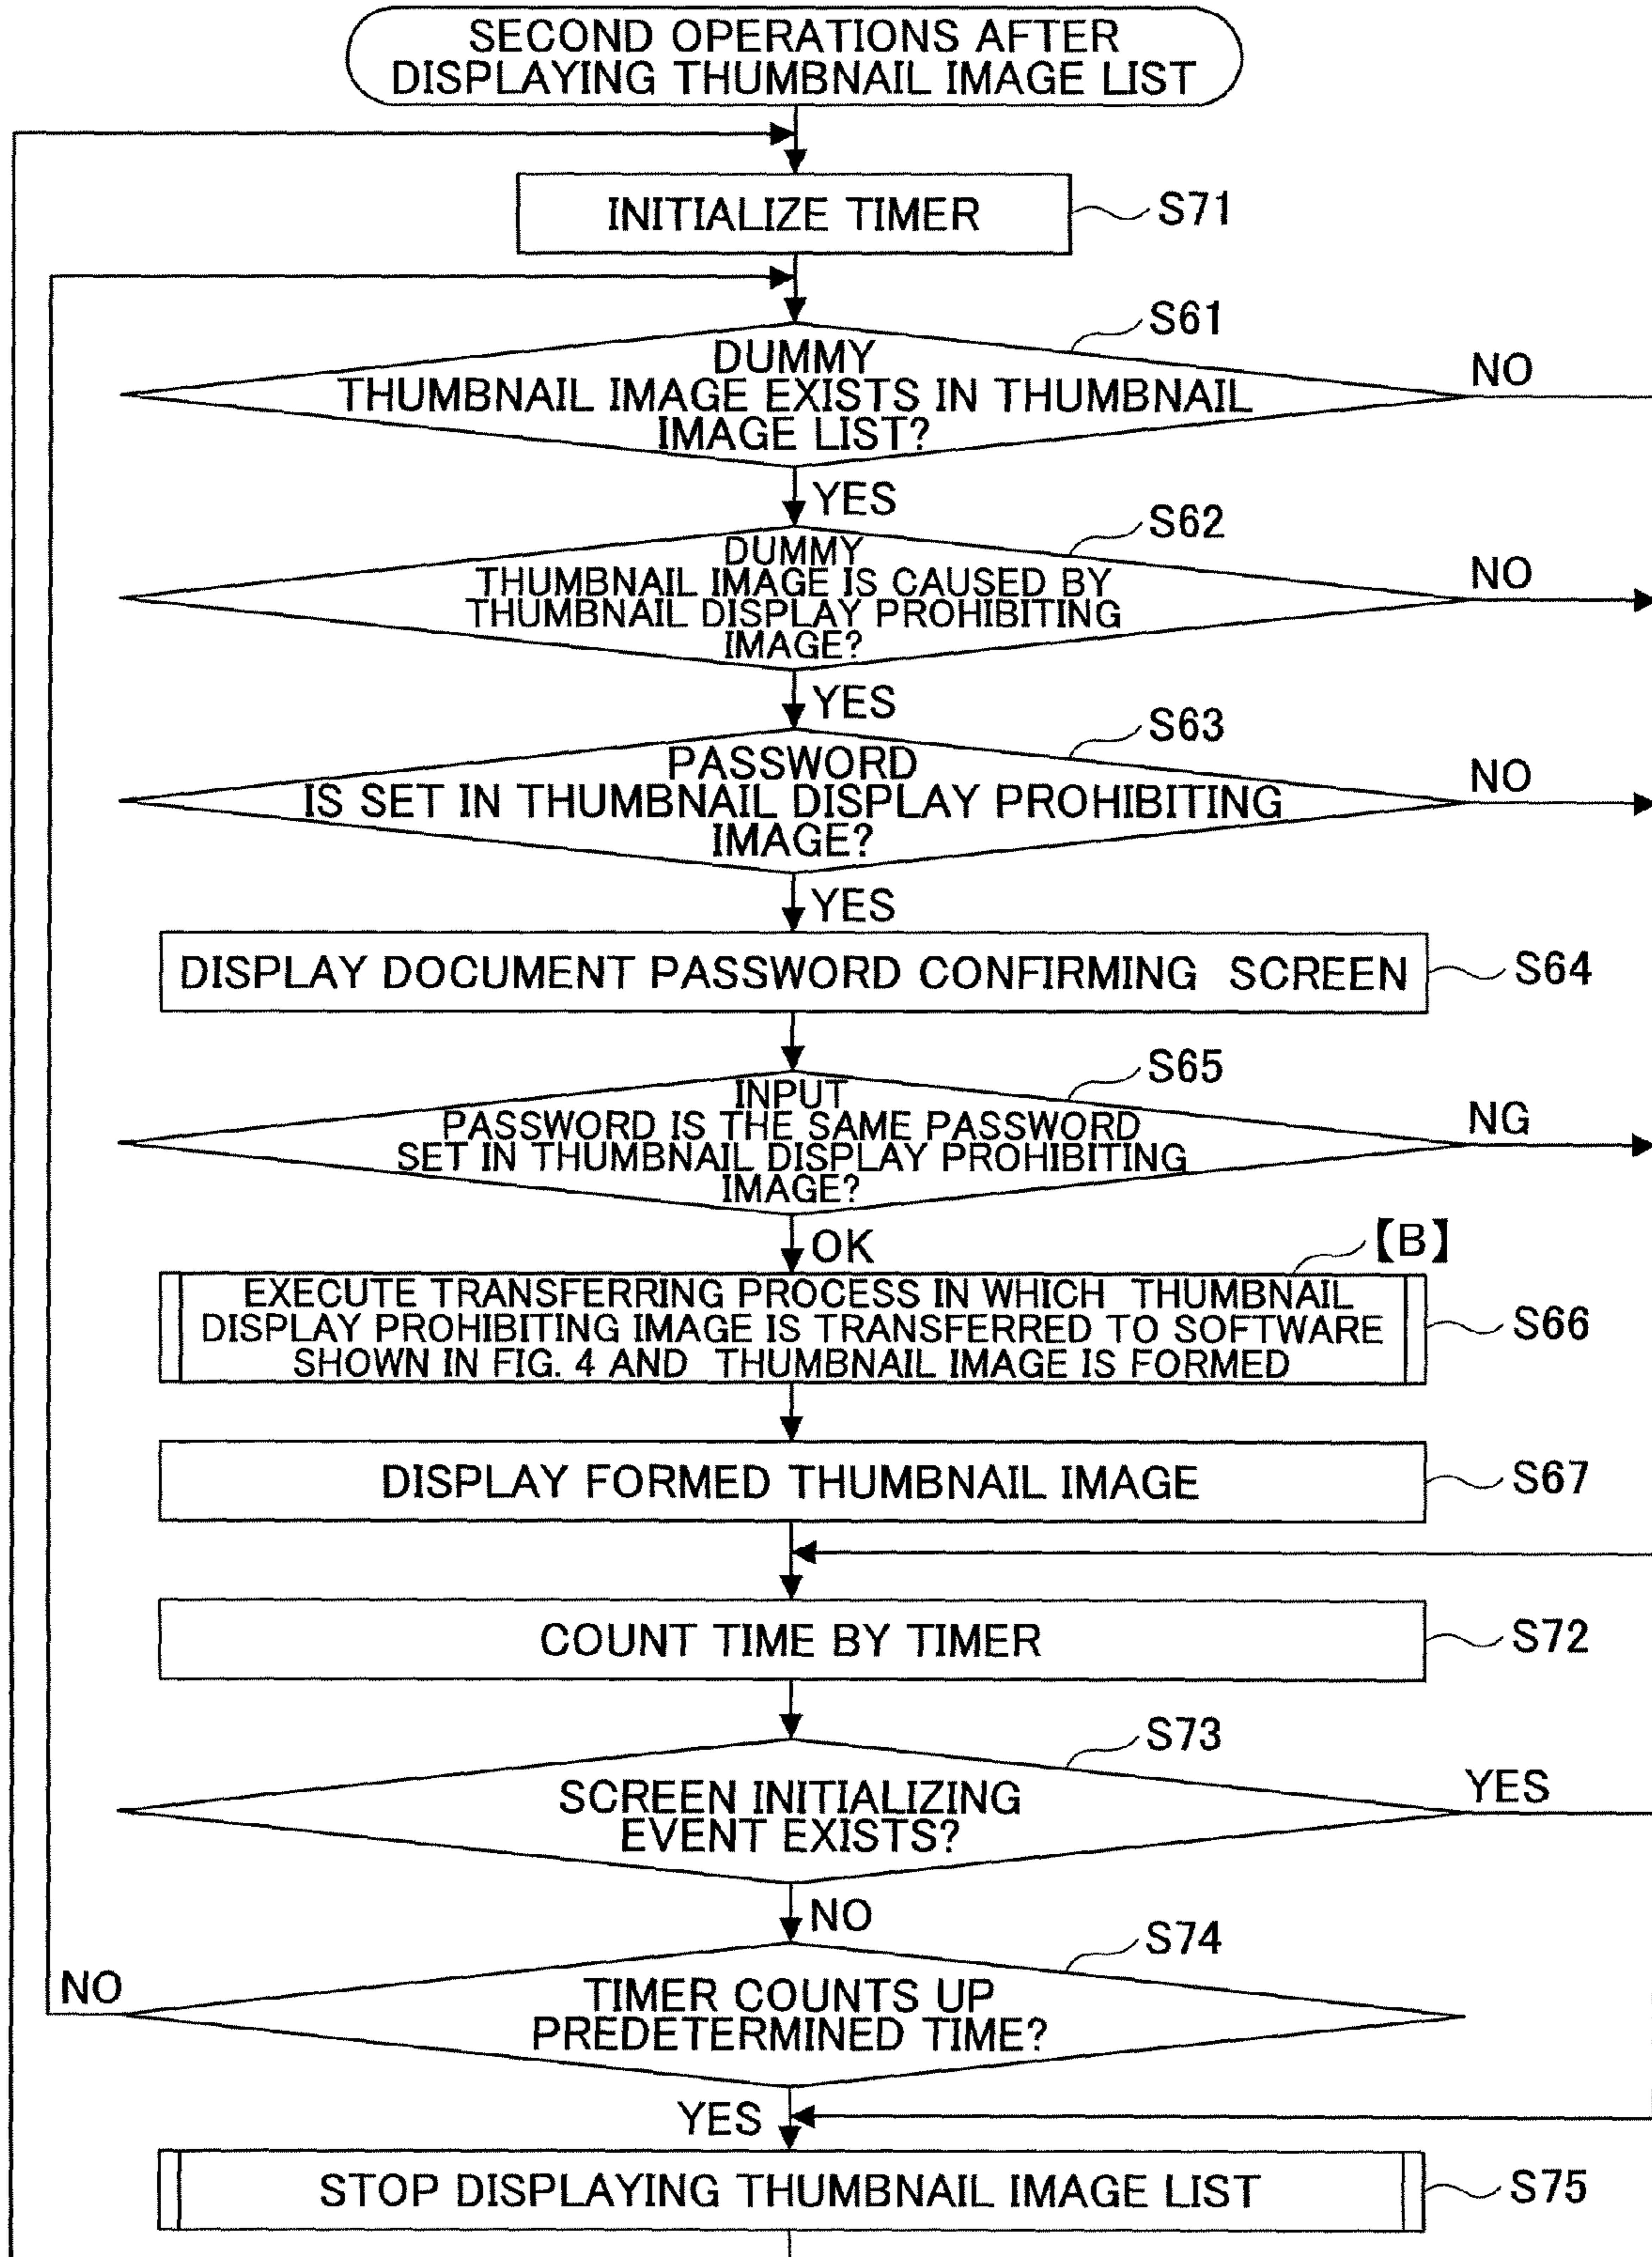 SECOND OPERATIONS AFTER
DISPLAYING THUMBNAIL IMAGE LIST
INITIALIZE TIMER
S71
S61
DUMMY
THUMBNAIL IMAGE EXISTS IN THUMBNAIL
IMAGE LIST?
NO
YES
S62
DUMMY
THUMBNAIL IMAGE IS CAUSED BY
THUMBNAIL DISPLAY PROHIBITING
IMAGE?
NO
YES
S63
PASSWORD
IS SET IN THUMBNAIL DISPLAY PROHIBITING
IMAGE?
NO
YES
DISPLAY DOCUMENT PASSWORD CONFIRMING SCREEN
S64
S65
INPUT
PASSWORD IS THE SAME PASSWORD
SET IN THUMBNAIL DISPLAY PROHIBITING
IMAGE?
NG
OK
【B】
EXECUTE TRANSFERRING PROCESS IN WHICH THUMBNAIL
DISPLAY PROHIBITING IMAGE IS TRANSFERRED TO SOFTWARE
SHOWN IN FIG. 4 AND THUMBNAIL IMAGE IS FORMED
S66
DISPLAY FORMED THUMBNAIL IMAGE
S67
COUNT TIME BY TIMER
S72
S73
SCREEN INITIALIZING
EVENT EXISTS?
YES
NO
S74
TIMER COUNTS UP
PREDETERMINED TIME?
NO
YES
STOP DISPLAYING THUMBNAIL IMAGE LIST
S75